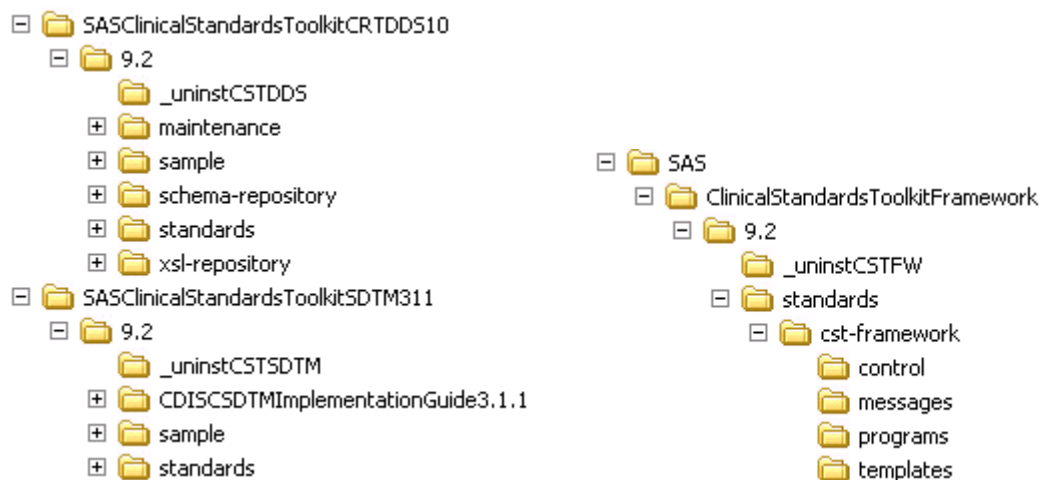 SASClinicalStandardsToolkitCRTDDS10
9.2
_uninstCSTDDS
maintenance
sample
schema-repository
standards
xsl-repository
SASClinicalStandardsToolkitSDTM311
9.2
_uninstCSTSDTM
CDISCSDTMImplementationGuide3.1.1
sample
standards
SAS
ClinicalStandardsToolkitFramework
9.2
_uninstCSTFW
standards
cst-framework
control
messages
programs
templates